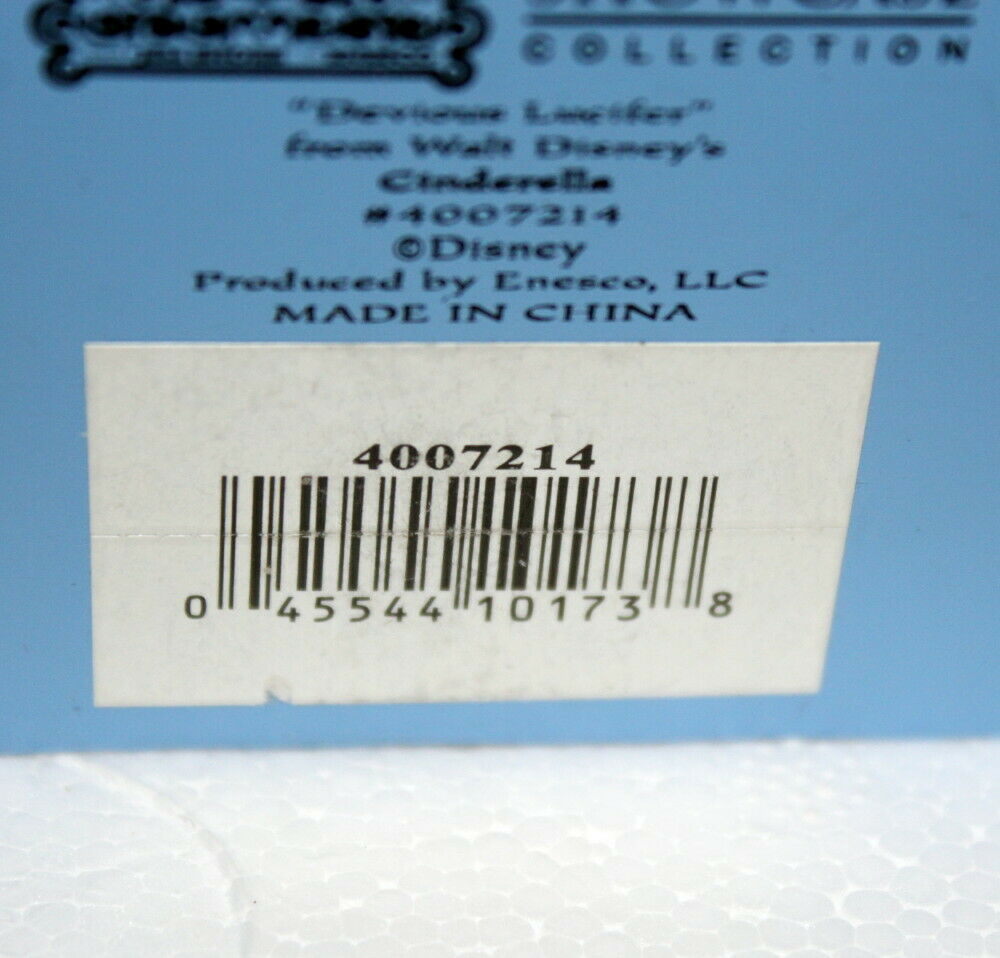 COLLECTION
"Devious Lucifer"
from Walt Disney's
Cinderella
#4007214
©Disney
Produced by Enesco, LLC
MADE IN CHINA
4007214
0 45544 10173 8